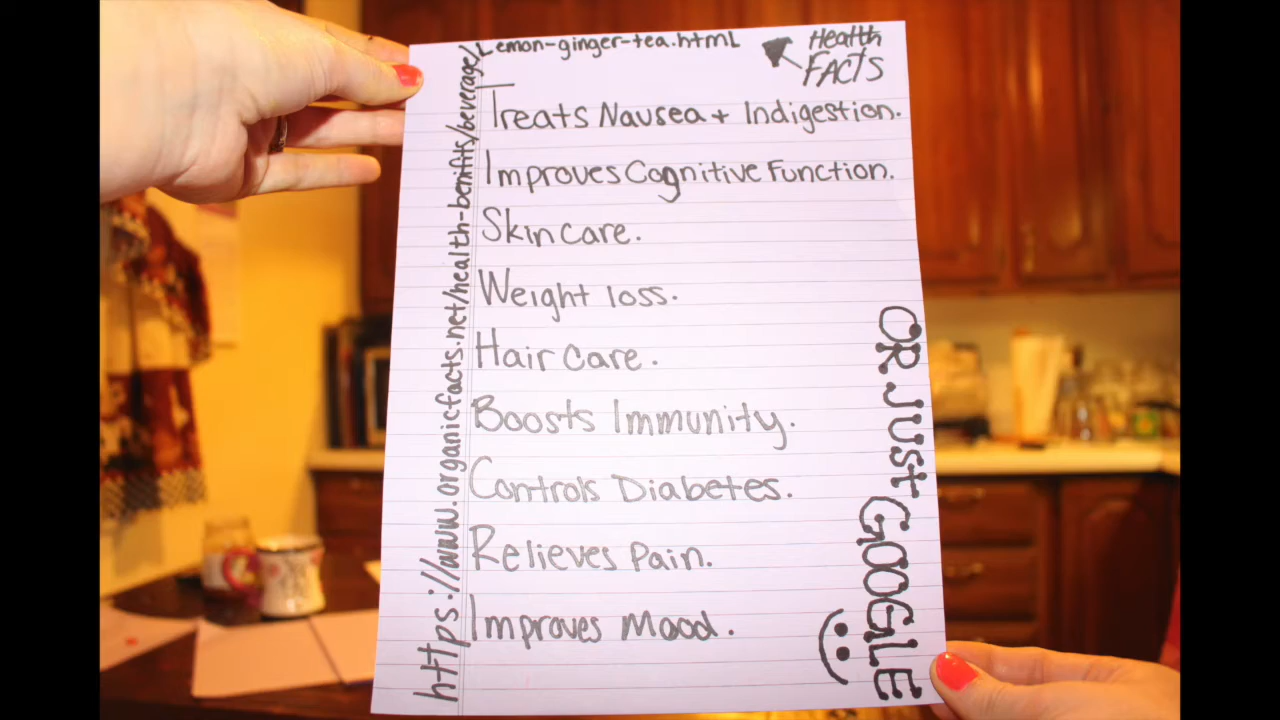 https://www.organicfacts.net/health-benifits/beverage/Lemon-ginger-tea.html
Health
FACTS
Treats Nausea + Indigestion.
Improves Cognitive Function.
Skin care.
Weight loss.
Hair Care.
Boosts Immunity.
Controls Diabetes.
Relieves Pain.
Improves Mood.
OR JUST GOOGLE